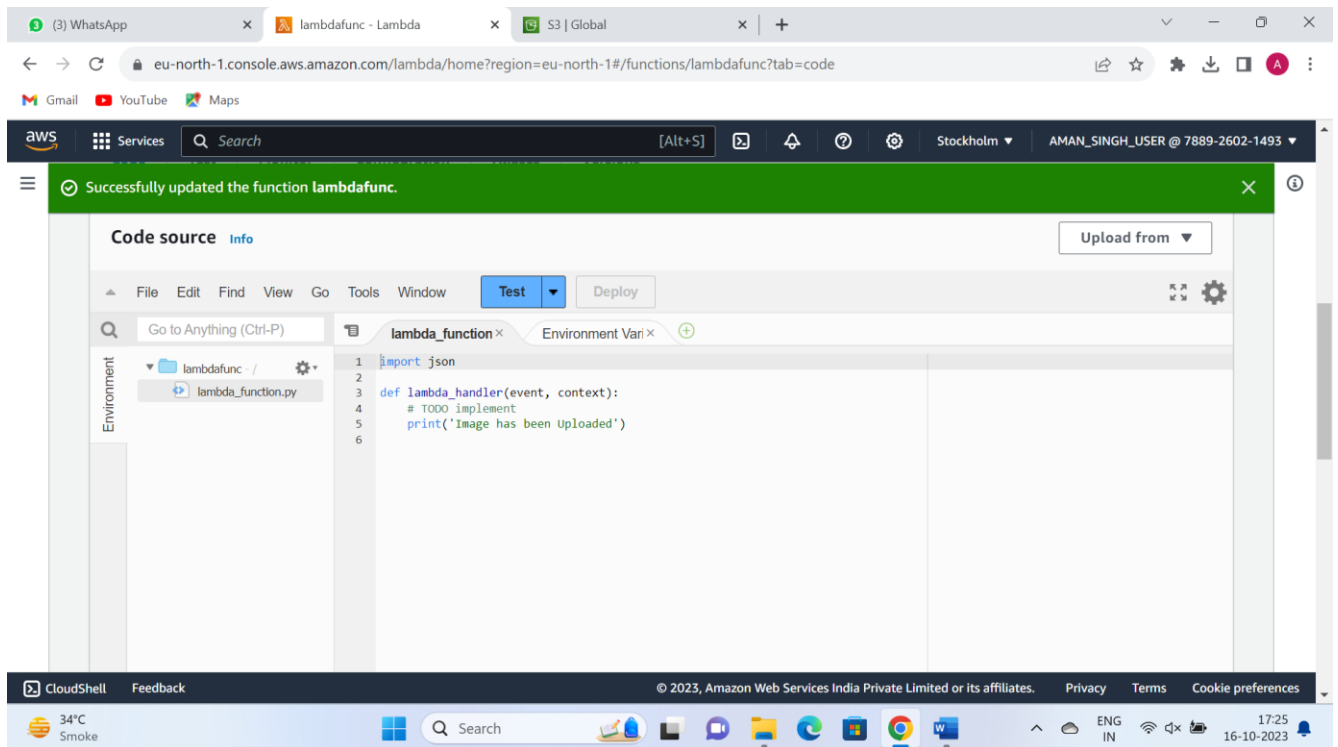 (3) WhatsApp
lambdafunc - Lambda
S3 | Global
eu-north-1.console.aws.amazon.com/lambda/home?region=eu-north-1#/functions/lambdafunc?tab=code
A
Gmail YouTube Maps
aws Services Search [Alt+S] Stockholm AMAN_SINGH_USER @ 7889-2602-1493
Successfully updated the function lambdafunc.
Code source Info
Upload from
File Edit Find View Go Tools Window Test Deploy
Go to Anything (Ctrl-P)
lambda_function
Environment Vari
Environment
lambdafunc - /
lambda_function.py
1 import json
2
3 def lambda_handler(event, context):
4 # TODO implement
5 print('Image has been Uploaded')
6
CloudShell Feedback © 2023, Amazon Web Services India Private Limited or its affiliates. Privacy Terms Cookie preferences
34°C
Smoke
Search
ENG
IN
17:25
16-10-2023